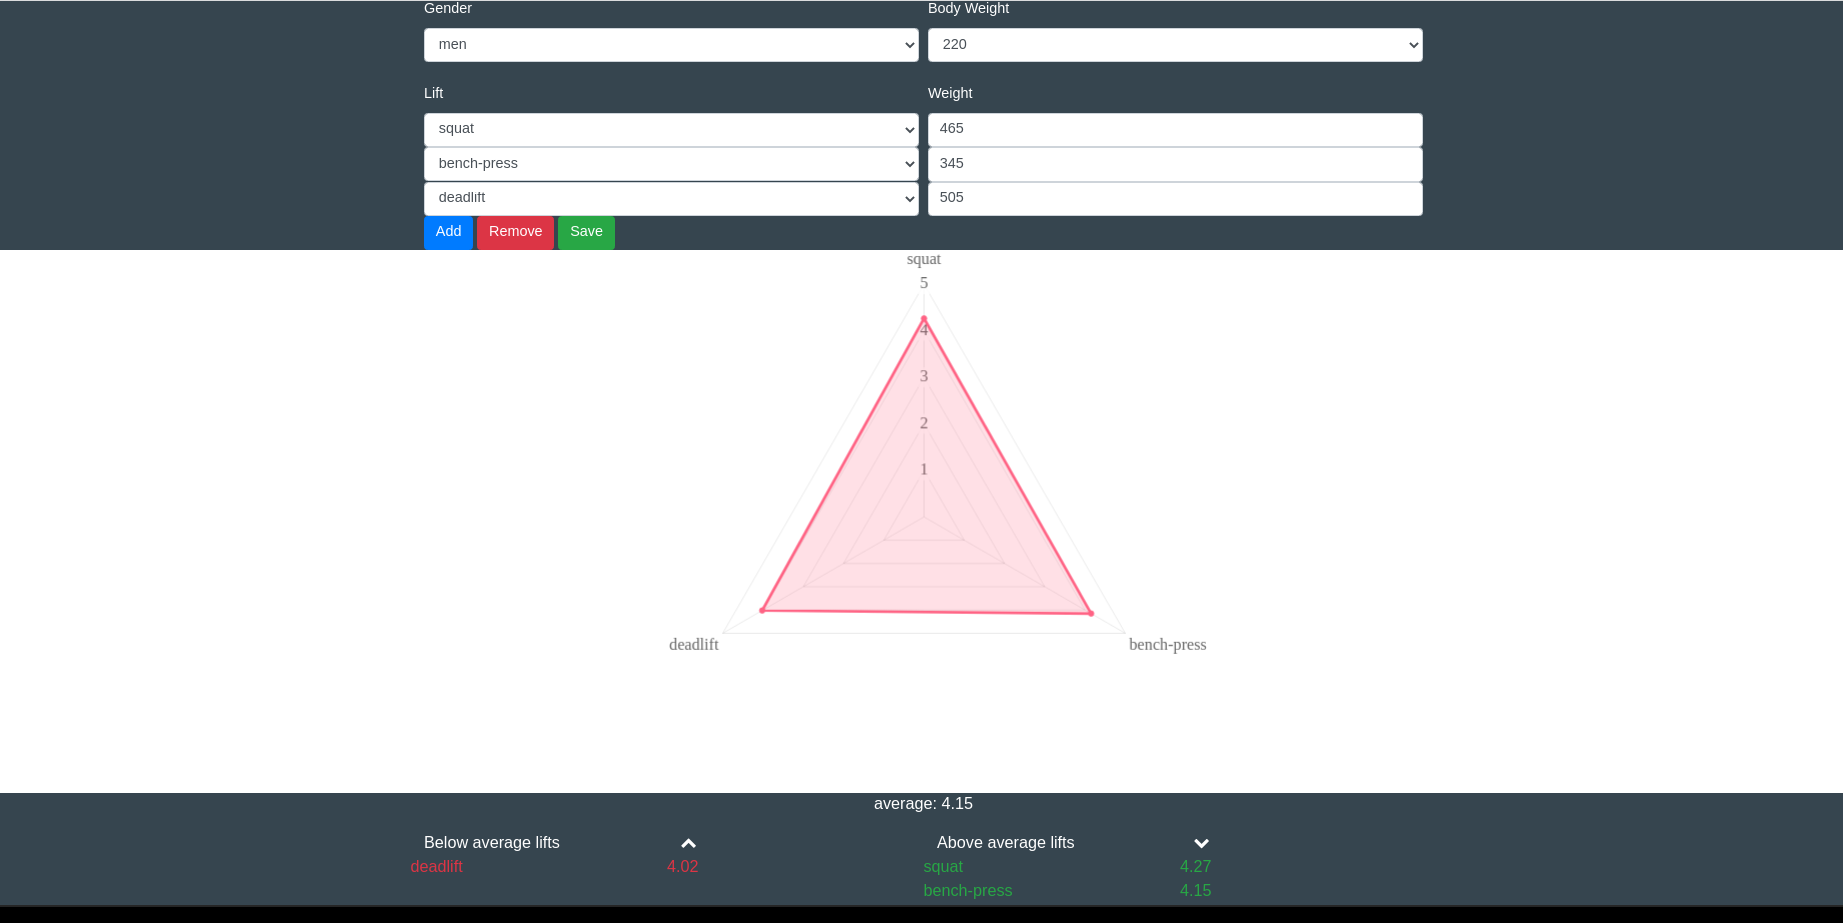 Gender
Body Weight
men
220
Lift
Weight
squat
465
bench-press
345
deadlift
505
Add Remove Save
squat
5
4
3
2
1
deadlift
bench-press
average: 4.15
Below average lifts
Above average lifts
deadlift 4.02
squat 4.27
bench-press 4.15